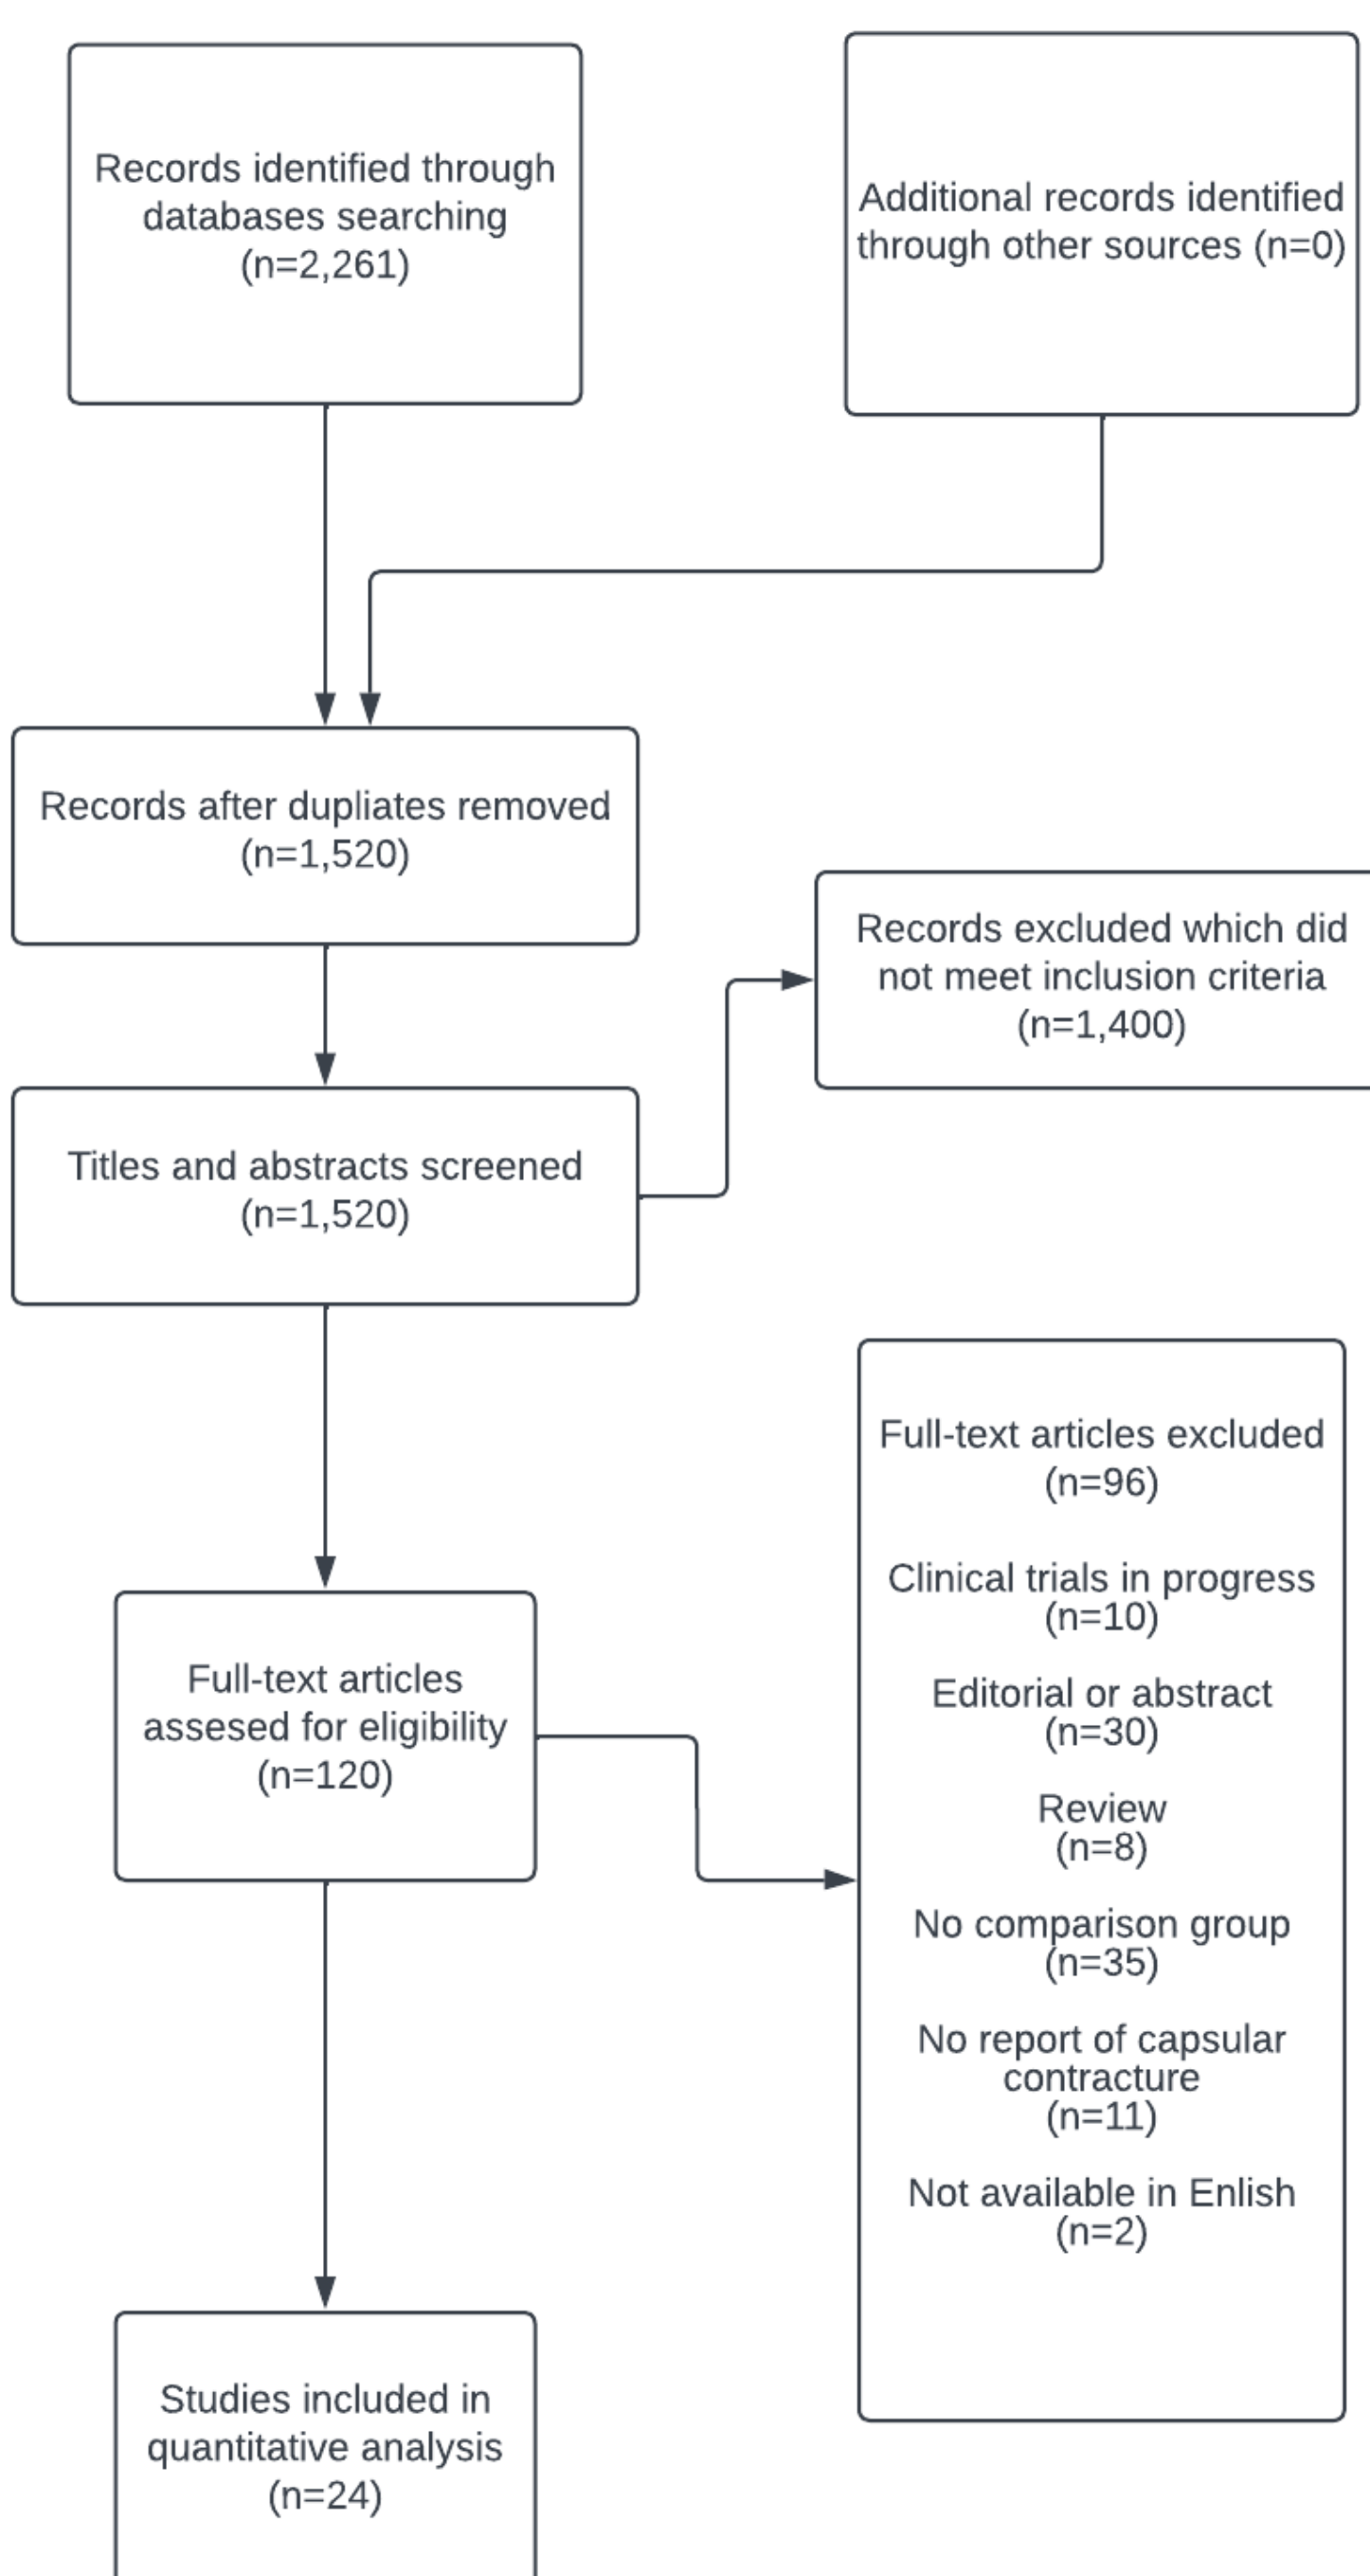 Records identified through
databases searching
(n=2,261)
Additional records identified
through other sources (n=0)
Records after dupliates removed
(n=1,520)
Records excluded which did
not meet inclusion criteria
(n=1,400)
Titles and abstracts screened
(n=1,520)
Full-text articles excluded
(n=96)
Clinical trials in progress
(n=10)
Editorial or abstract
(n=30)
Review
(n=8)
No comparison group
(n=35)
No report of capsular
contracture
(n=11)
Not available in Enlish
(n=2)
Full-text articles
assesed for eligibility
(n=120)
Studies included in
quantitative analysis
(n=24)